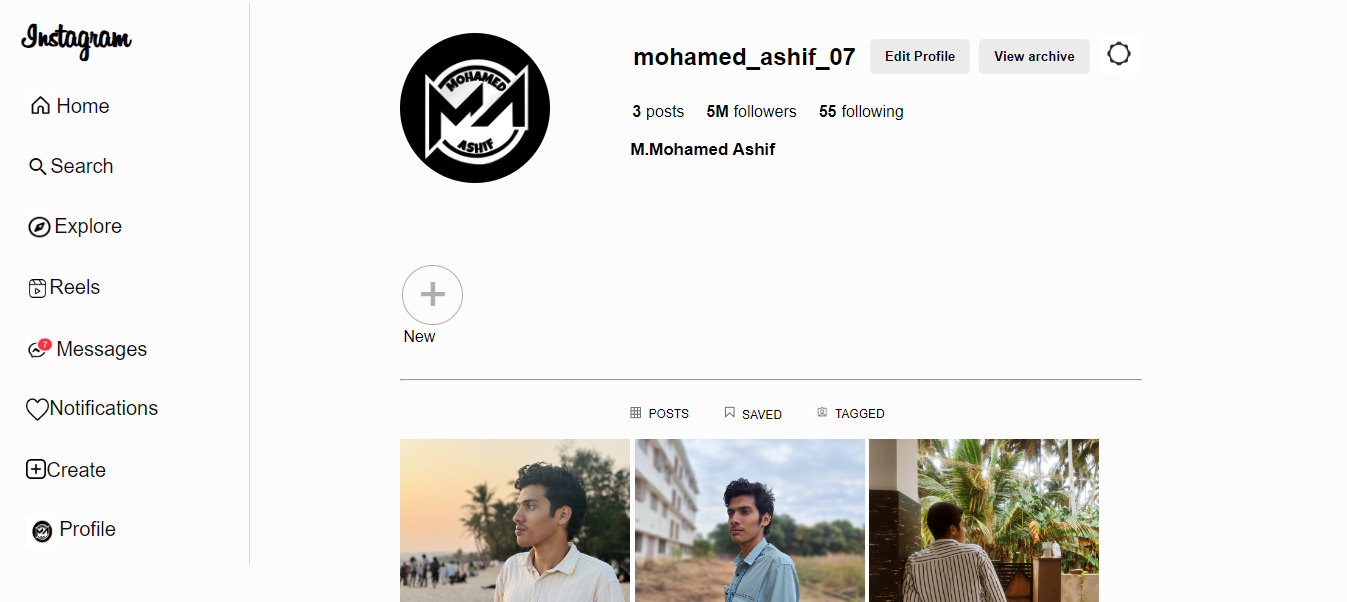 Instagram
Home
Search
Explore
Reels
7
Messages
Notifications
Create
Profile
MOHAMED
MA
ASHIF
mohamed_ashif_07
Edit Profile
View archive
3 posts 5M followers 55 following
M.Mohamed Ashif
New
POSTS SAVED TAGGED